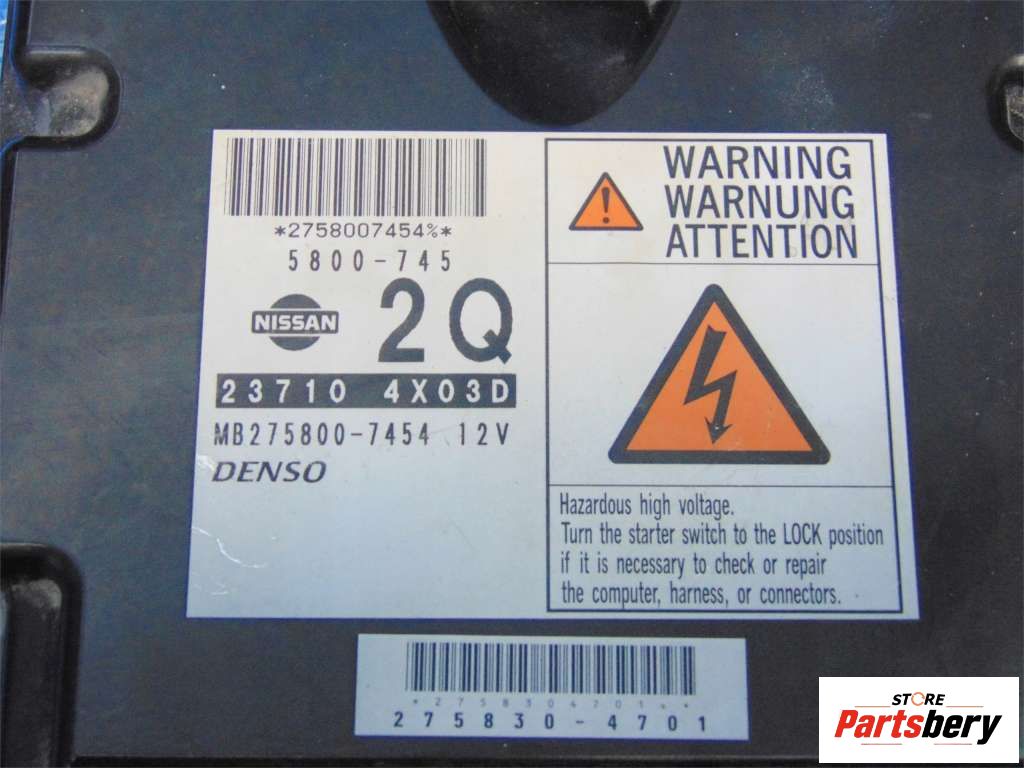 *2758007454%*
5800-745
NISSAN
2Q
23710 4X03D
MB275800-7454 12V
DENSO
!
WARNING
WARNUNG
ATTENTION
Hazardous high voltage.
Turn the starter switch to the LOCK position
if it is necessary to check or repair
the computer, harness, or connectors.
275830-4701
STORE
Partsbery